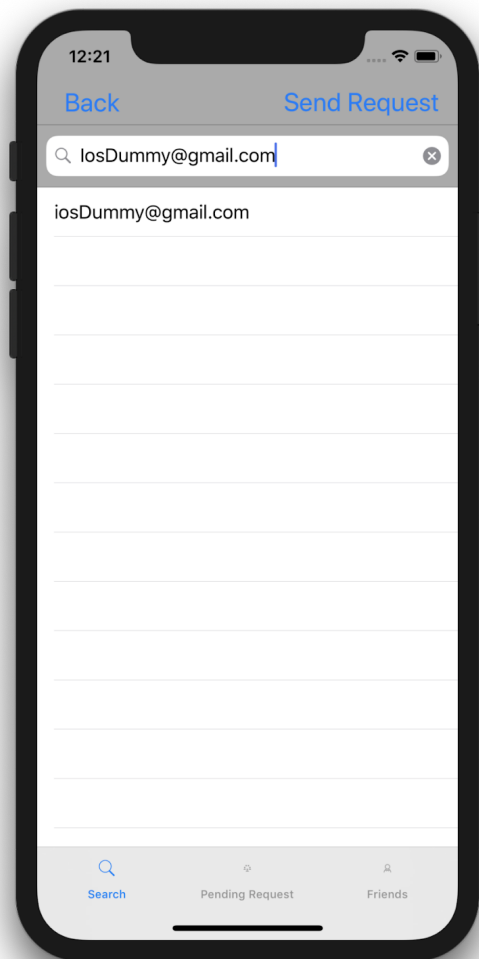 12:21
Back Send Request
IosDummy@gmail.com
iosDummy@gmail.com
Search Pending Request Friends